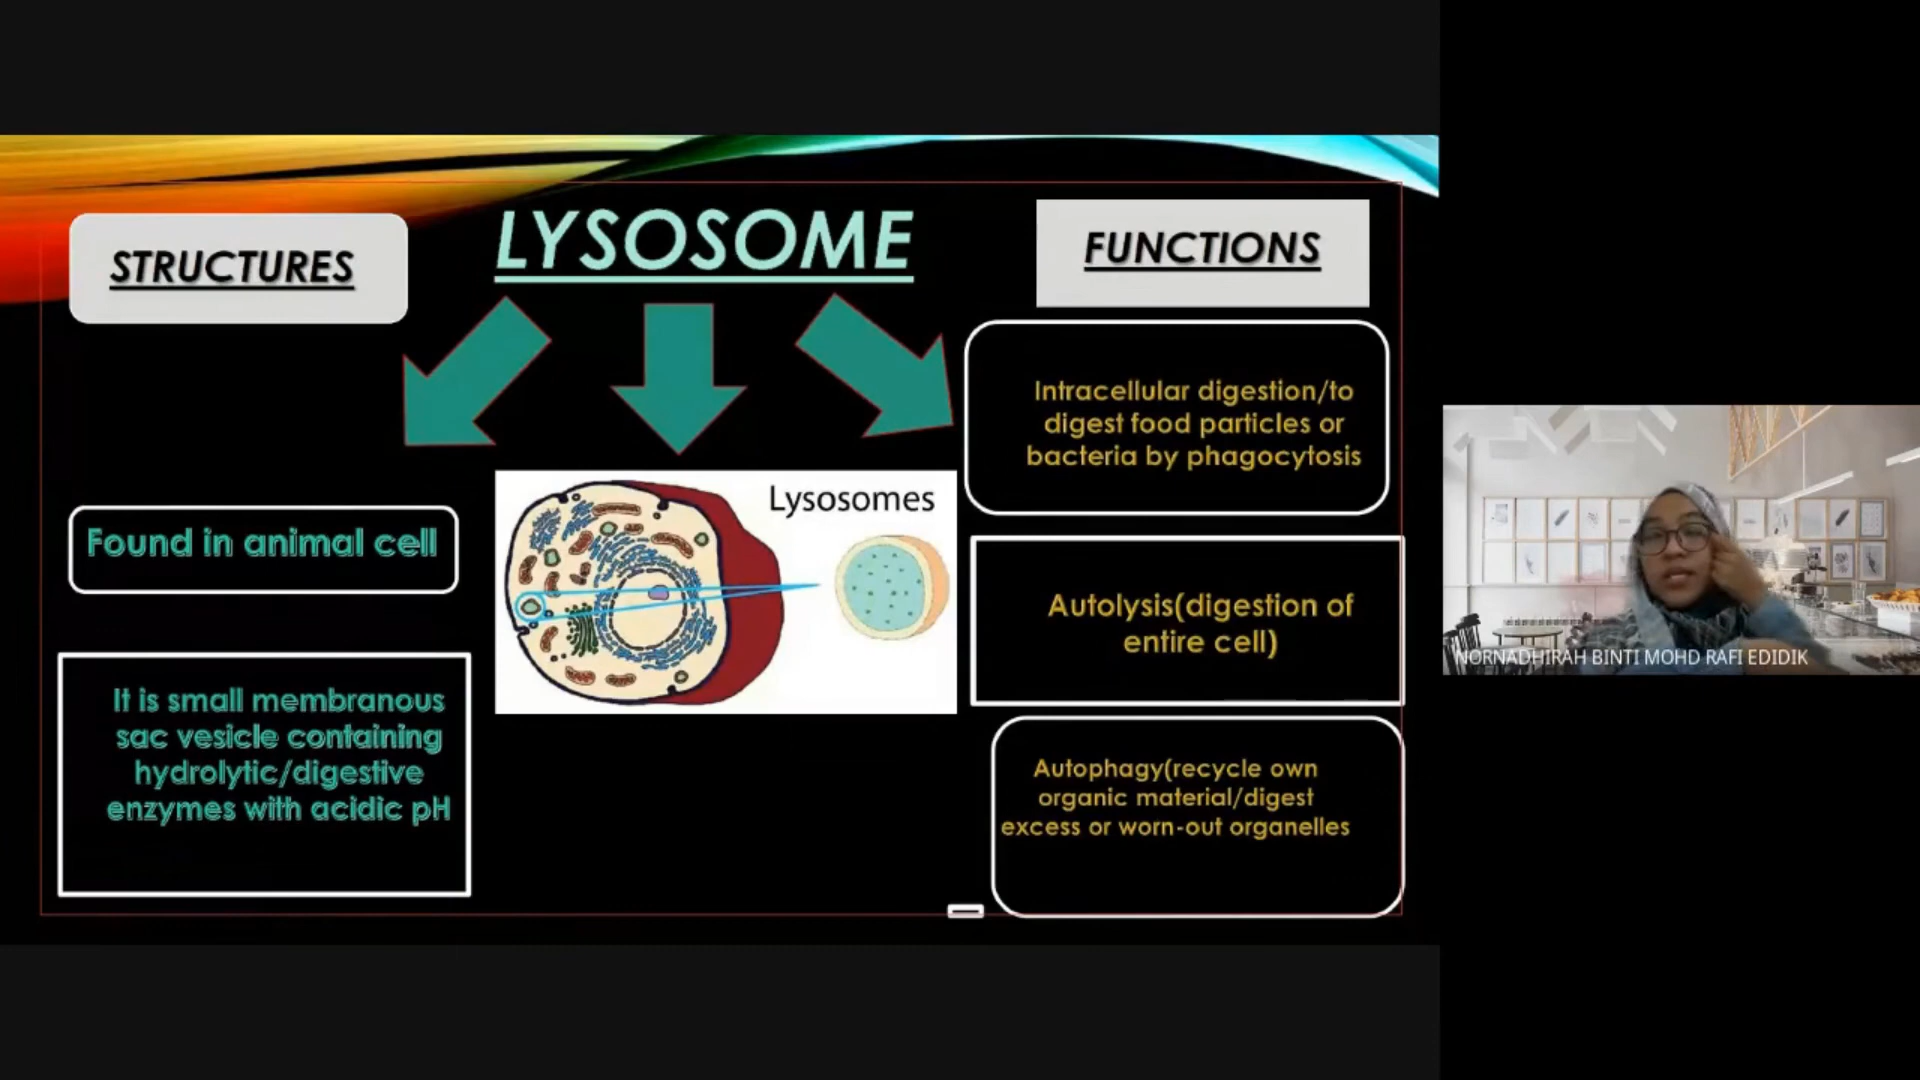 LYSOSOME
STRUCTURES
Found in animal cell
It is small membranous
sac vesicle containing
hydrolytic/digestive
enzymes with acidic pH
Lysosomes
FUNCTIONS
Intracellular digestion/to
digest food particles or
bacteria by phagocytosis
Autolysis(digestion of
entire cell)
Autophagy(recycle own
organic material/digest
excess or worn-out organelles
NORNADHIRAH BINTI MOHD RAFI EDIDIK